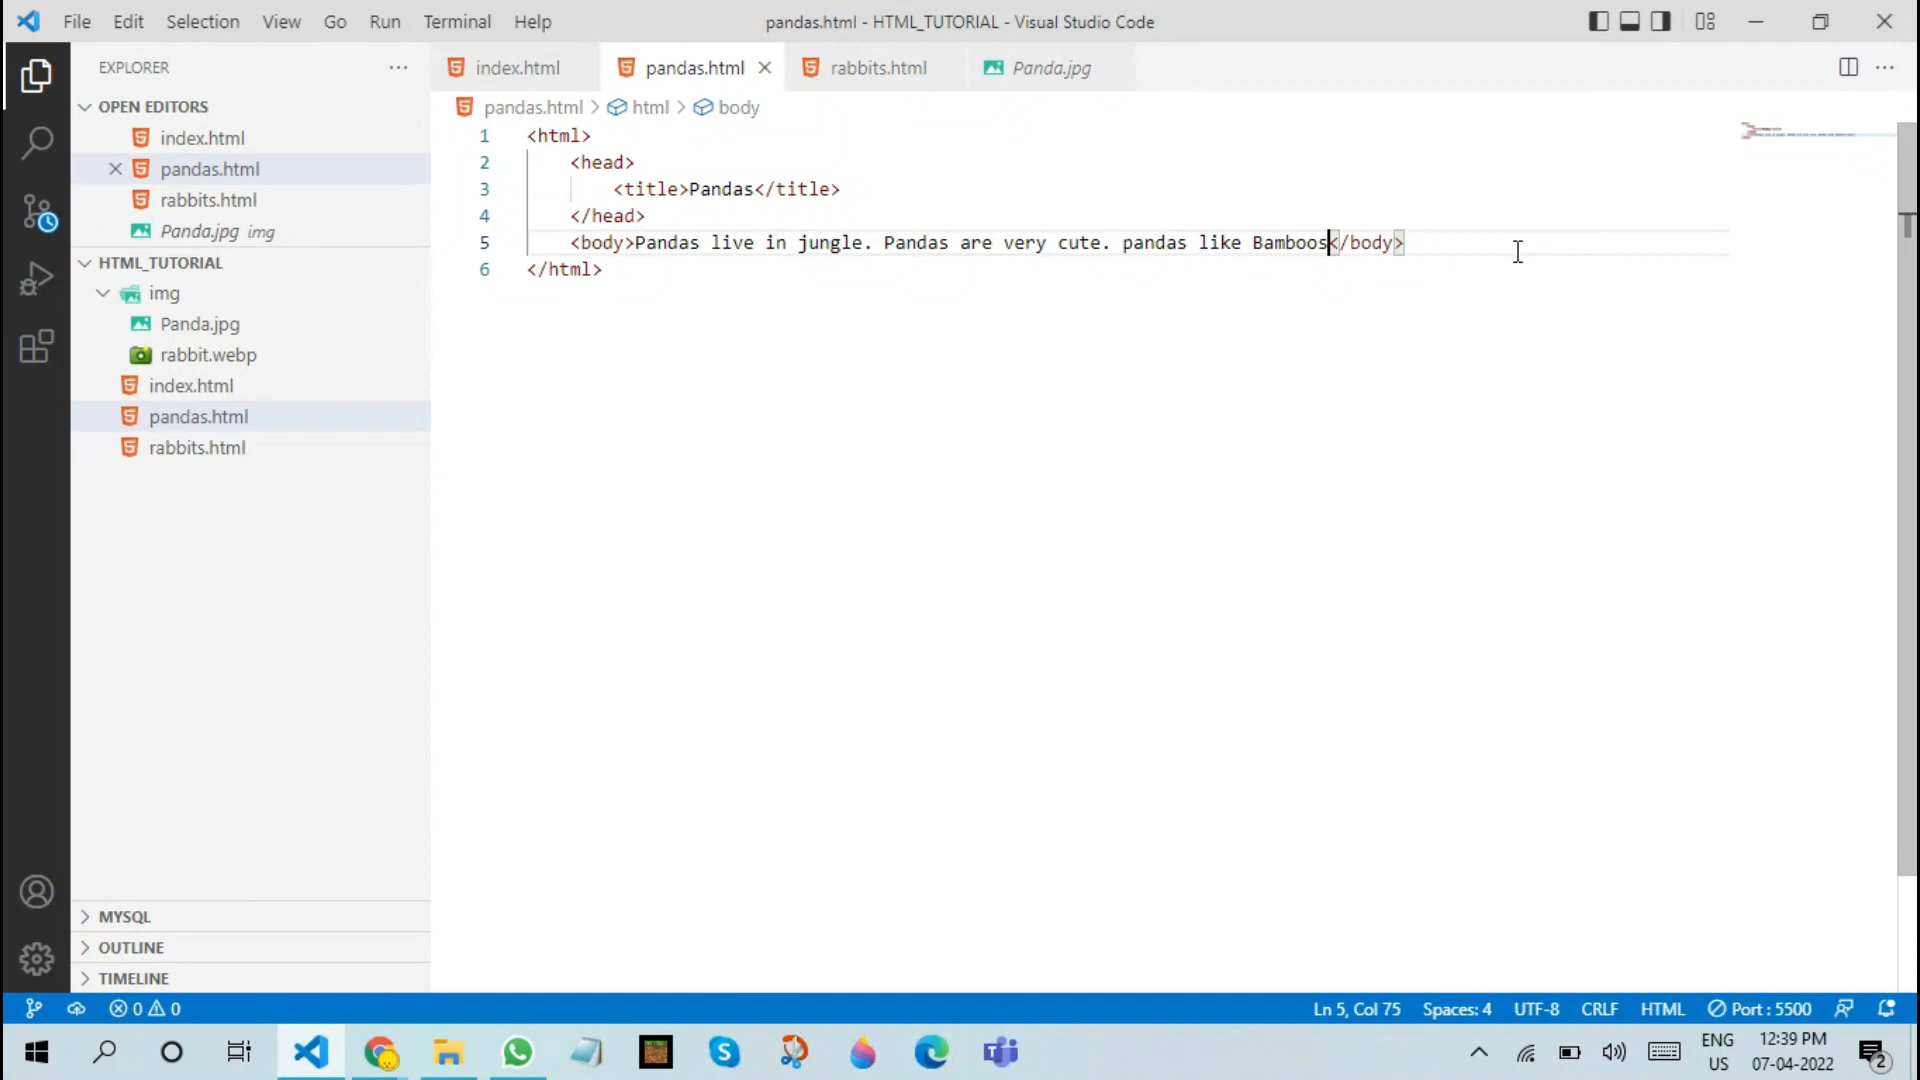 File Edit Selection View Go Run Terminal Help pandas.html - HTML_TUTORIAL - Visual Studio Code
EXPLORER
OPEN EDITORS
index.html
pandas.html
rabbits.html
Panda.jpg img
HTML_TUTORIAL
img
Panda.jpg
rabbit.webp
index.html
pandas.html
rabbits.html
MYSQL
OUTLINE
TIMELINE
index.html pandas.html rabbits.html Panda.jpg
pandas.html > html > body
1 <html>
2 <head>
3 <title>Pandas</title>
4 </head>
5 <body>Pandas live in jungle. Pandas are very cute. pandas like Bamboos</body>
6 </html>
0 0 Ln 5, Col 75 Spaces: 4 UTF-8 CRLF HTML Port : 5500
ENG 12:39 PM
US 07-04-2022 2